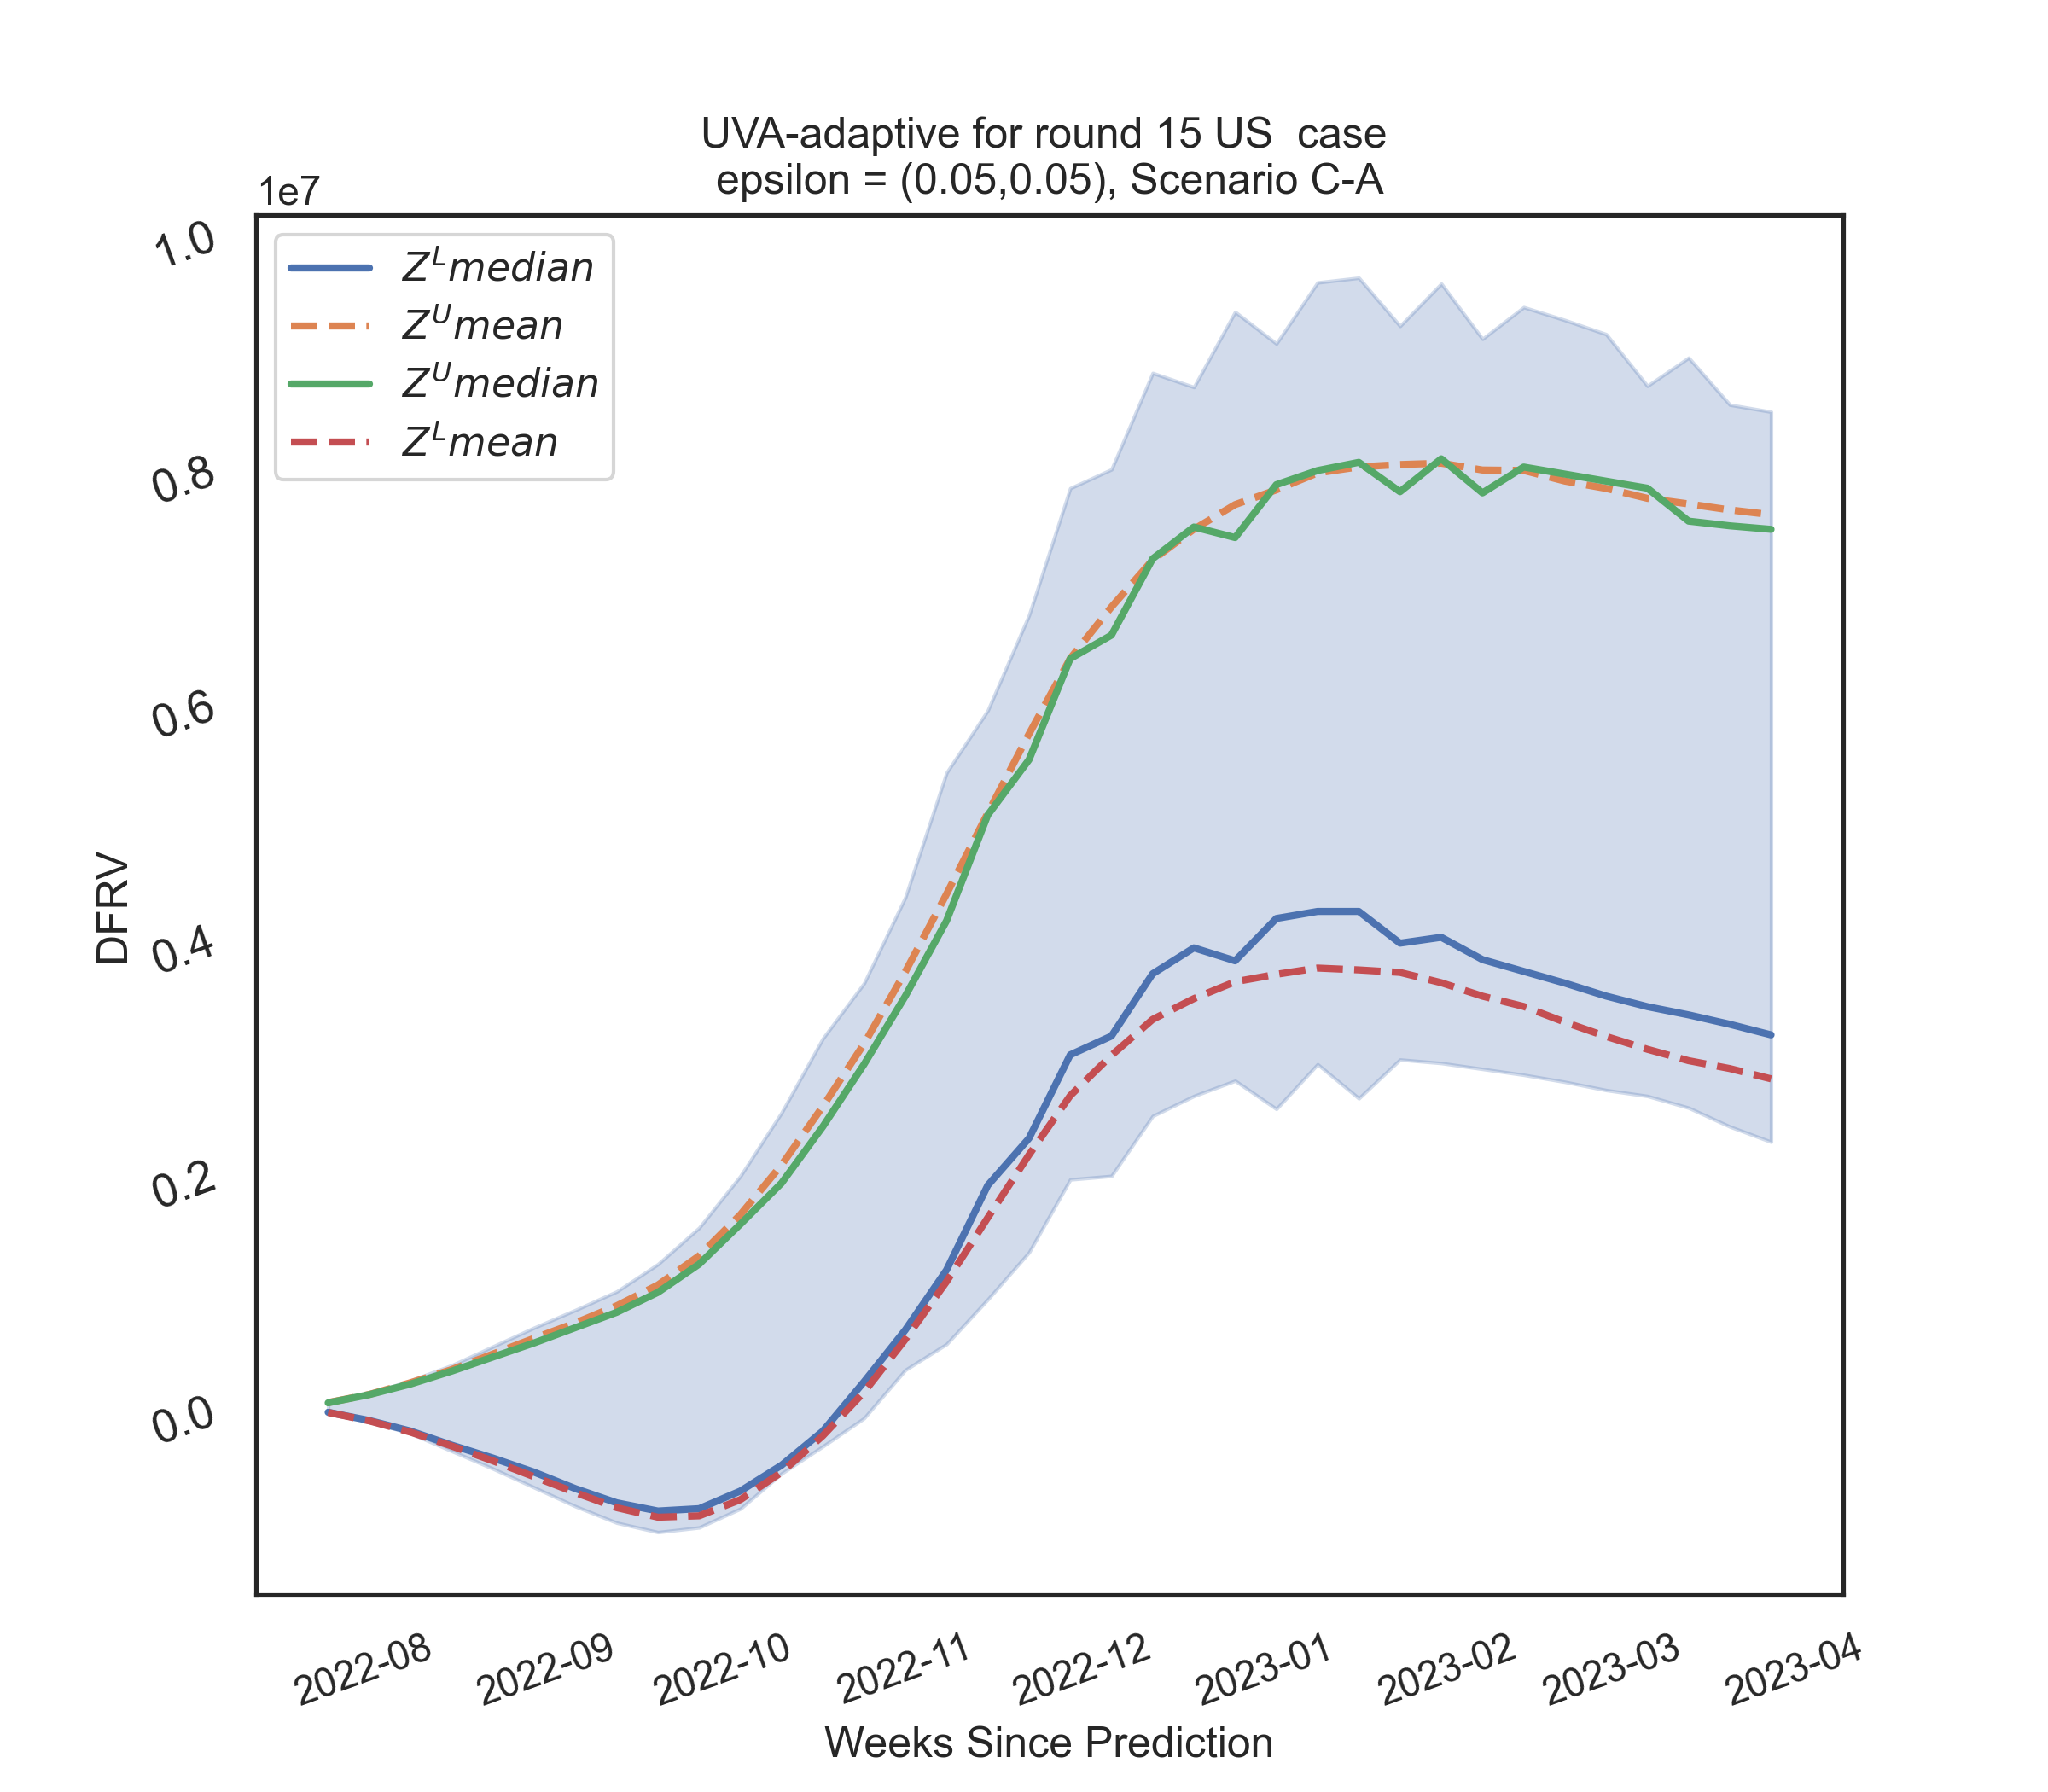 UVA-adaptive for round 15 US  case
epsilon = (0.05,0.05), Scenario C-A
1e7
1.0
0.8
0.6
0.4
0.2
0.0
DFRV
Z^L median
Z^U mean
Z^U median
Z^L mean
2022-08
2022-09
2022-10
2022-11
2022-12
2023-01
2023-02
2023-03
2023-04
Weeks Since Prediction